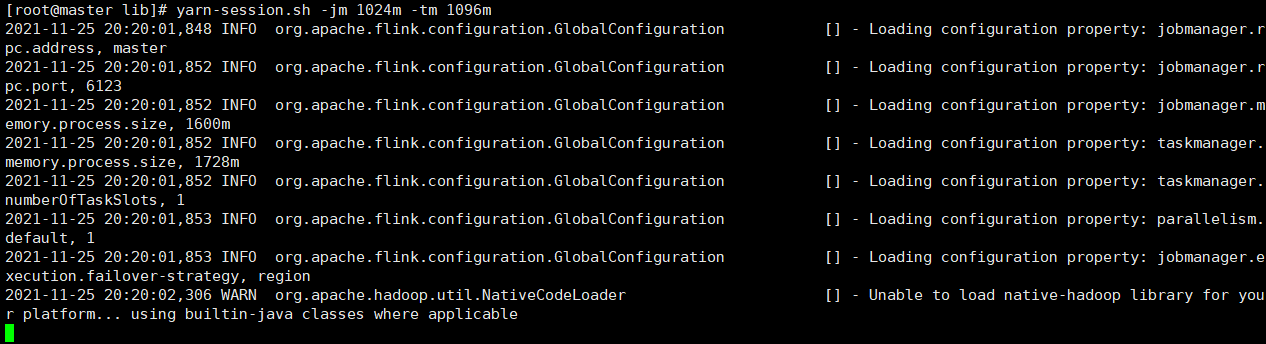 [root@master lib]# yarn-session.sh -jm 1024m -tm 1096m
2021-11-25 20:20:01,848 INFO  org.apache.flink.configuration.GlobalConfiguration           [] - Loading configuration property: jobmanager.r
pc.address, master
2021-11-25 20:20:01,852 INFO  org.apache.flink.configuration.GlobalConfiguration           [] - Loading configuration property: jobmanager.r
pc.port, 6123
2021-11-25 20:20:01,852 INFO  org.apache.flink.configuration.GlobalConfiguration           [] - Loading configuration property: jobmanager.m
emory.process.size, 1600m
2021-11-25 20:20:01,852 INFO  org.apache.flink.configuration.GlobalConfiguration           [] - Loading configuration property: taskmanager.
memory.process.size, 1728m
2021-11-25 20:20:01,852 INFO  org.apache.flink.configuration.GlobalConfiguration           [] - Loading configuration property: taskmanager.
numberOfTaskSlots, 1
2021-11-25 20:20:01,853 INFO  org.apache.flink.configuration.GlobalConfiguration           [] - Loading configuration property: parallelism.
default, 1
2021-11-25 20:20:01,853 INFO  org.apache.flink.configuration.GlobalConfiguration           [] - Loading configuration property: jobmanager.e
xecution.failover-strategy, region
2021-11-25 20:20:02,306 WARN  org.apache.hadoop.util.NativeCodeLoader                      [] - Unable to load native-hadoop library for you
r platform... using builtin-java classes where applicable